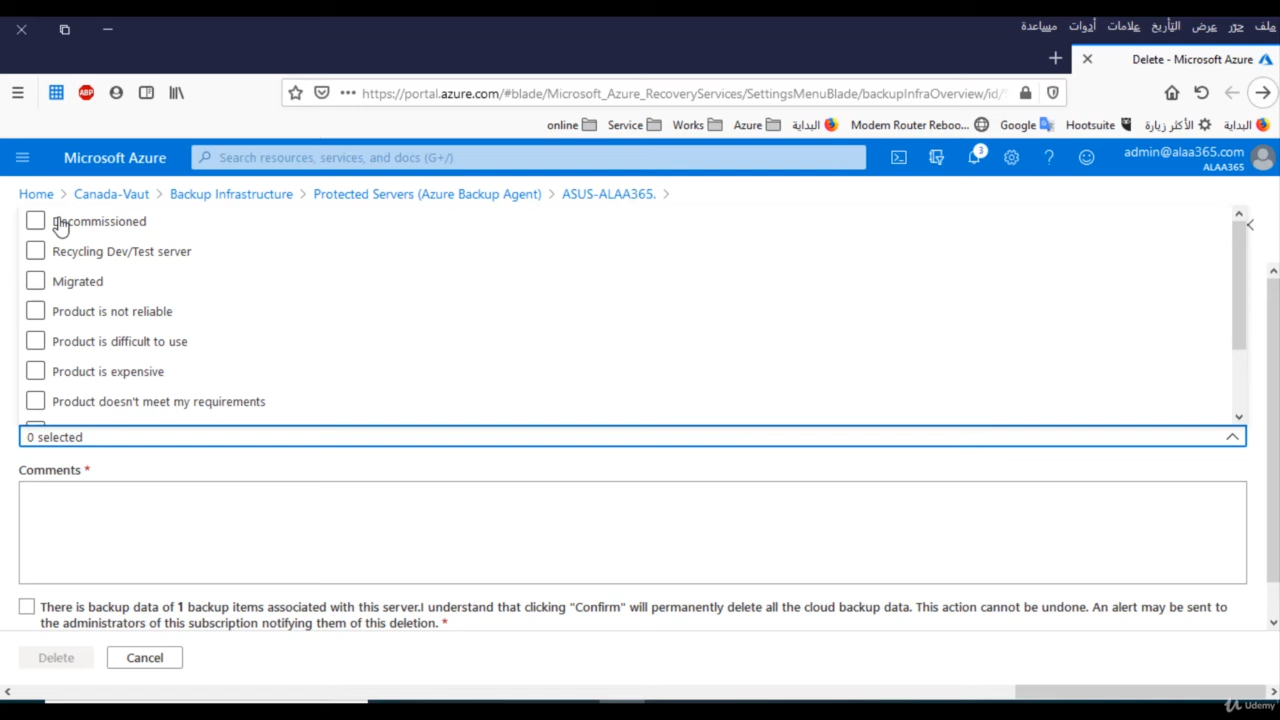 ملف حرّر عرض التأريخ علامات أدوات مساعدة
Delete - Microsoft Azure
https://portal.azure.com/#blade/Microsoft_Azure_RecoveryServices/SettingsMenuBlade/backupInfraOverview/id/
online Service Works Azure البداية Modem Router Reboo... Google Hootsuite الأكثر زيارة البداية
Microsoft Azure
Search resources, services, and docs (G+/)
3
admin@alaa365.com
ALAA365
Home > Canada-Vaut > Backup Infrastructure > Protected Servers (Azure Backup Agent) > ASUS-ALAA365. >
Decommissioned
Recycling Dev/Test server
Migrated
Product is not reliable
Product is difficult to use
Product is expensive
Product doesn't meet my requirements
0 selected
Comments *
There is backup data of 1 backup items associated with this server.I understand that clicking "Confirm" will permanently delete all the cloud backup data. This action cannot be undone. An alert may be sent to
the administrators of this subscription notifying them of this deletion. *
Delete Cancel
Udemy
ABP